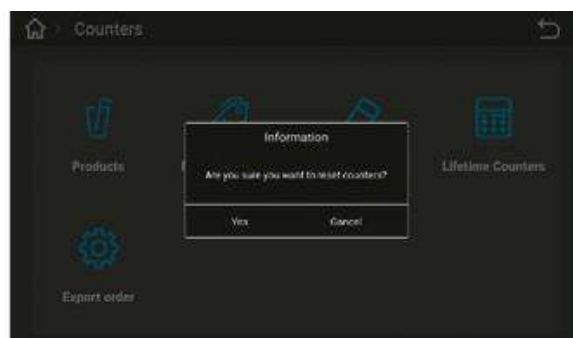 Counters
Information
Are you sure you want to reset counters?
Yes
Cancel
Products
Lifetime Counters
Export order